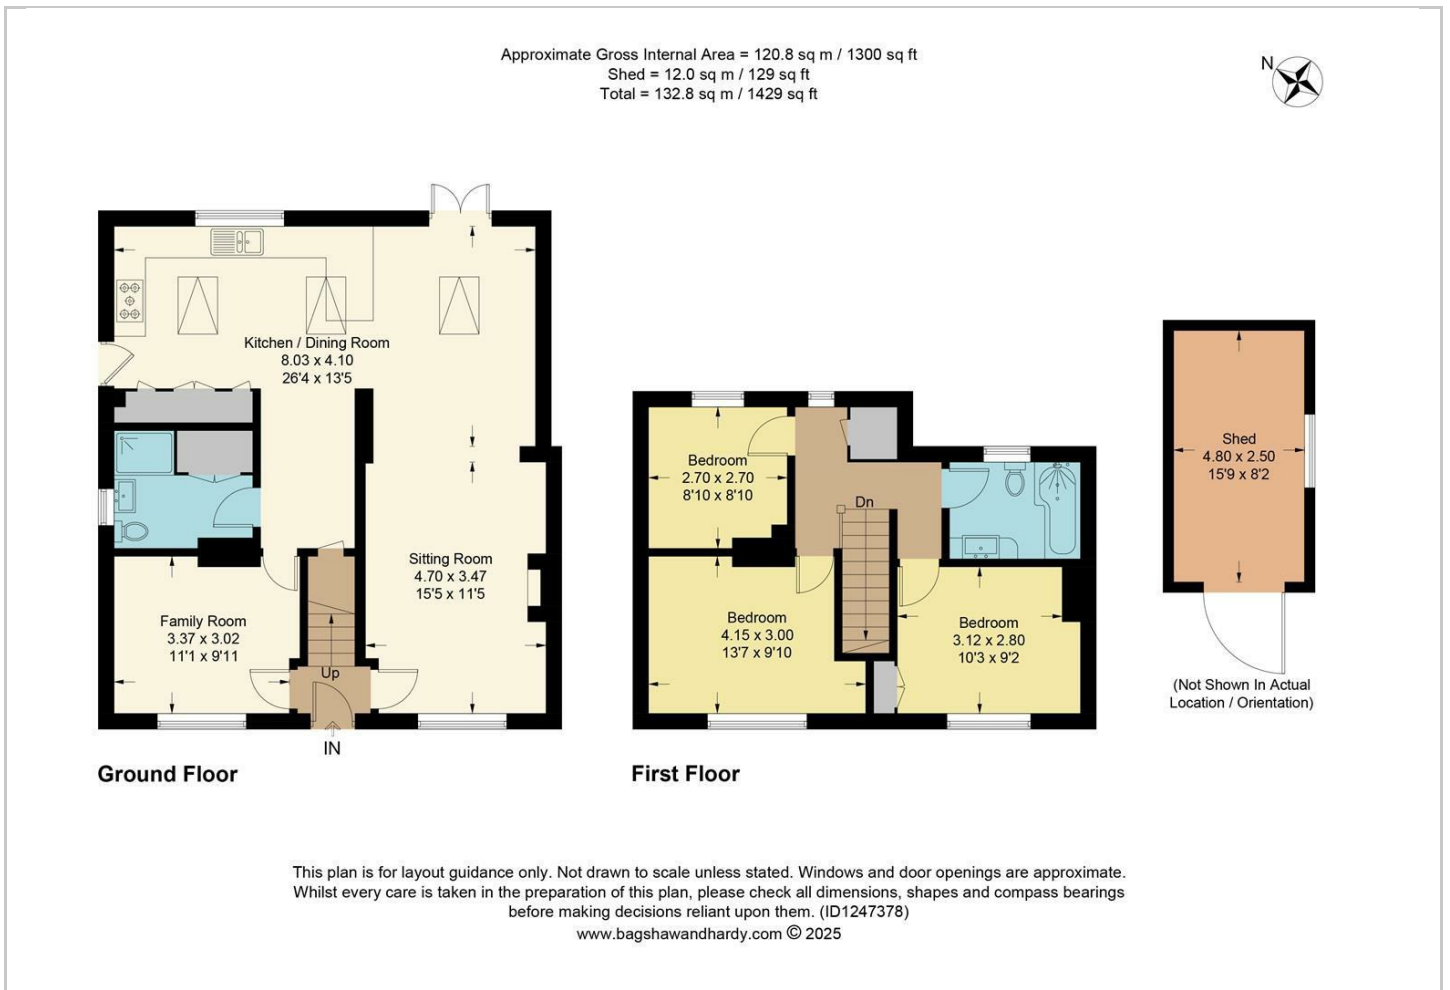 Approximate Gross Internal Area = 120.8 sq m / 1300 sq ft
Shed = 12.0 sq m / 129 sq ft
Total = 132.8 sq m / 1429 sq ft
N
Kitchen / Dining Room
8.03 x 4.10
26'4 x 13'5
Sitting Room
4.70 x 3.47
15'5 x 11'5
Family Room
3.37 x 3.02
11'1 x 9'11
Up
IN
Ground Floor
Bedroom
2.70 x 2.70
8'10 x 8'10
Dn
Bedroom
4.15 x 3.00
13'7 x 9'10
Bedroom
3.12 x 2.80
10'3 x 9'2
First Floor
Shed
4.80 x 2.50
15'9 x 8'2
(Not Shown In Actual
Location / Orientation)
This plan is for layout guidance only. Not drawn to scale unless stated. Windows and door openings are approximate.
Whilst every care is taken in the preparation of this plan, please check all dimensions, shapes and compass bearings
before making decisions reliant upon them. (ID1247378)
www.bagshawandhardy.com © 2025